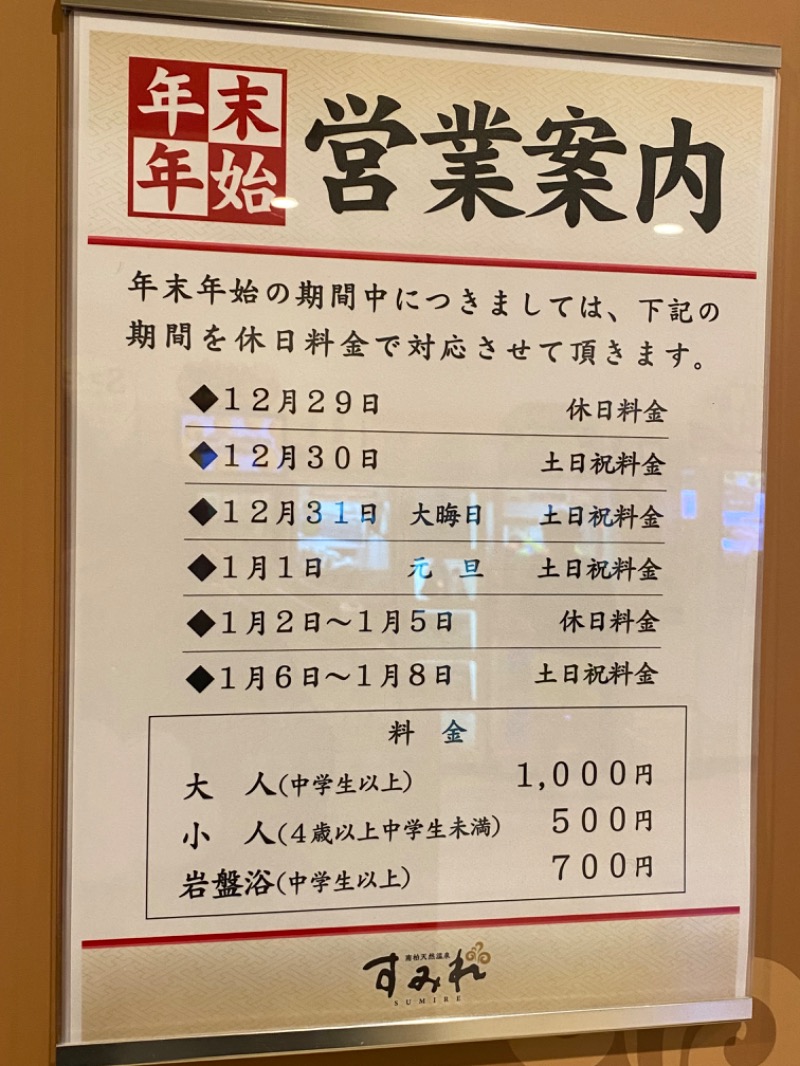 年末
年始
営業案内
年末年始の期間中につきましては、下記の
期間を休日料金で対応させて頂きます。
◆12月29日 休日料金
◆12月30日 土日祝料金
◆12月31日 大晦日 土日祝料金
◆1月1日 元 旦 土日祝料金
◆1月2日〜1月5日 休日料金
◆1月6日〜1月8日 土日祝料金
料 金
大 人(中学生以上) 1,000円
小 人(4歳以上中学生未満) 500円
岩盤浴(中学生以上) 700円
南柏天然温泉
すみれ
SUMIRE